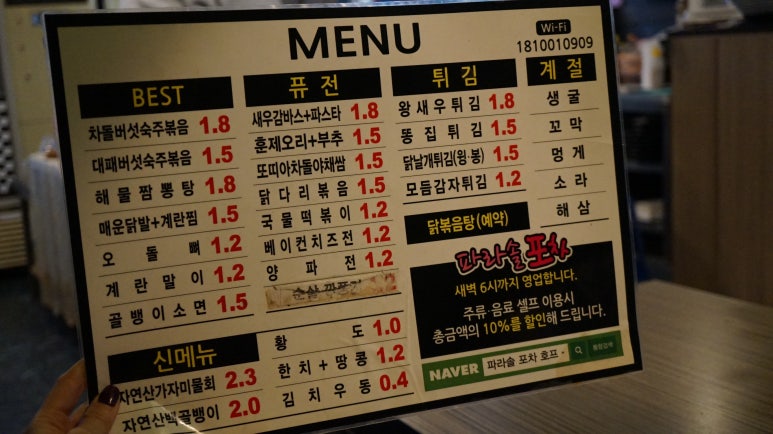 MENU
Wi-Fi
1810010909
BEST
차돌버섯숙주볶음 1.8
대패버섯숙주볶음 1.5
해물짬뽕탕 1.8
매운닭발+계란찜 1.5
오돌뼈 1.2
계란말이 1.2
골뱅이소면 1.5
신메뉴
자연산가자미물회 2.3
자연산백골뱅이 2.0
퓨전
새우감바스+파스타 1.8
훈제오리+부추 1.5
또띠아차돌야채쌈 1.5
닭다리볶음 1.5
국물떡볶이 1.2
베이컨치즈전 1.2
양파전 1.2
황도 1.0
한치+땅콩 1.2
김치우동 0.4
튀김
왕새우튀김 1.8
똥집튀김 1.5
닭날개튀김(윙·봉) 1.5
모듬감자튀김 1.2
닭볶음탕(예약)
계절
생굴
꼬막
멍게
소라
해삼
파라솔포차
새벽 6시까지 영업합니다.
주류·음료 셀프 이용시
총금액의 10%를 할인해 드립니다.
NAVER 파라솔 포차 호프 통합검색